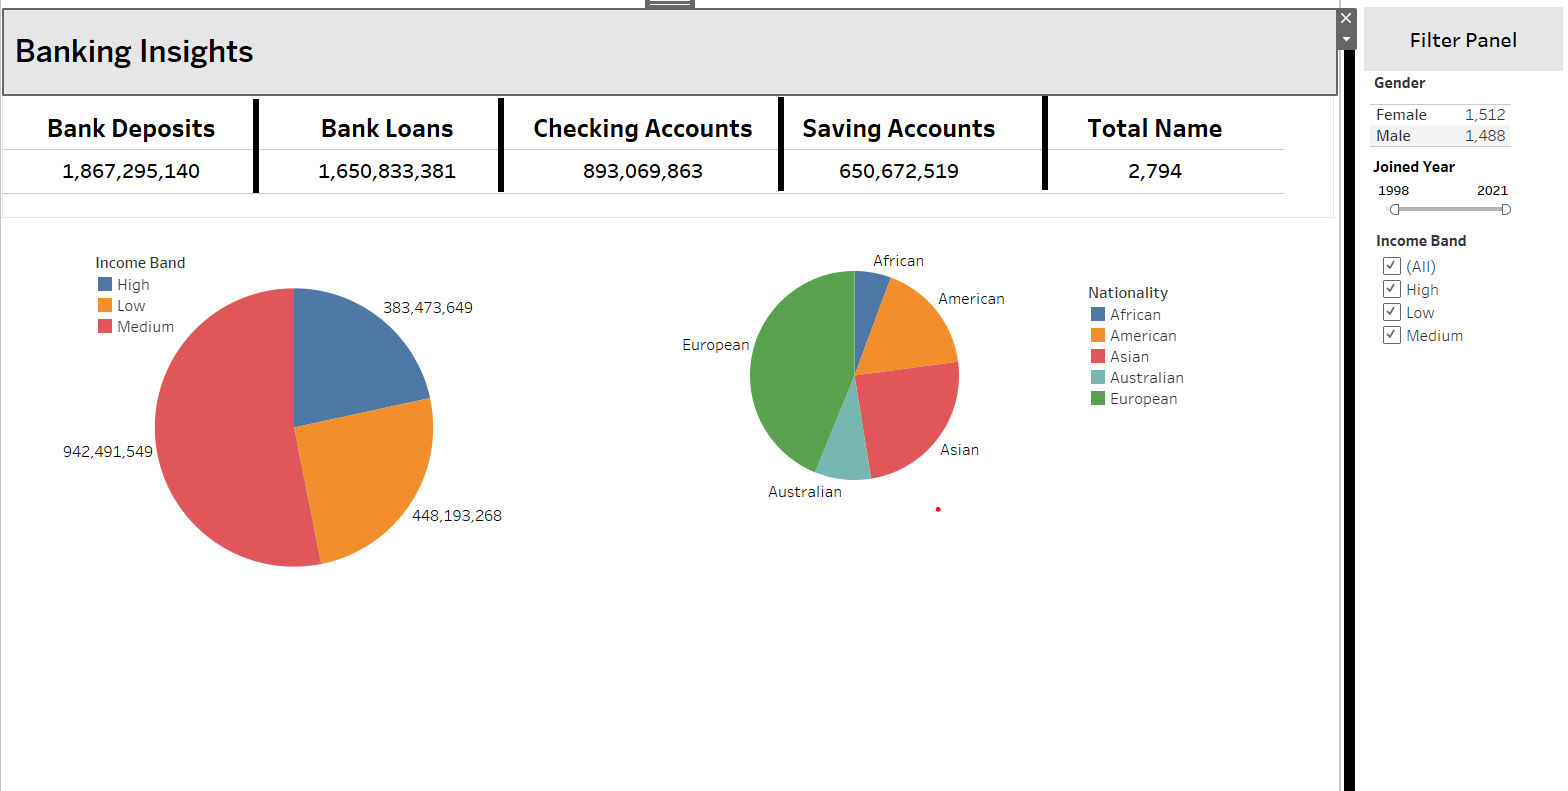 Banking Insights
Bank Deposits Bank Loans Checking Accounts Saving Accounts Total Name
1,867,295,140 1,650,833,381 893,069,863 650,672,519 2,794
Income Band
High
Low
Medium
383,473,649
942,491,549
448,193,268
African
American
European
Asian
Australian
Nationality
African
American
Asian
Australian
European
Filter Panel
Gender
Female 1,512
Male 1,488
Joined Year
1998 2021
Income Band
(All)
High
Low
Medium